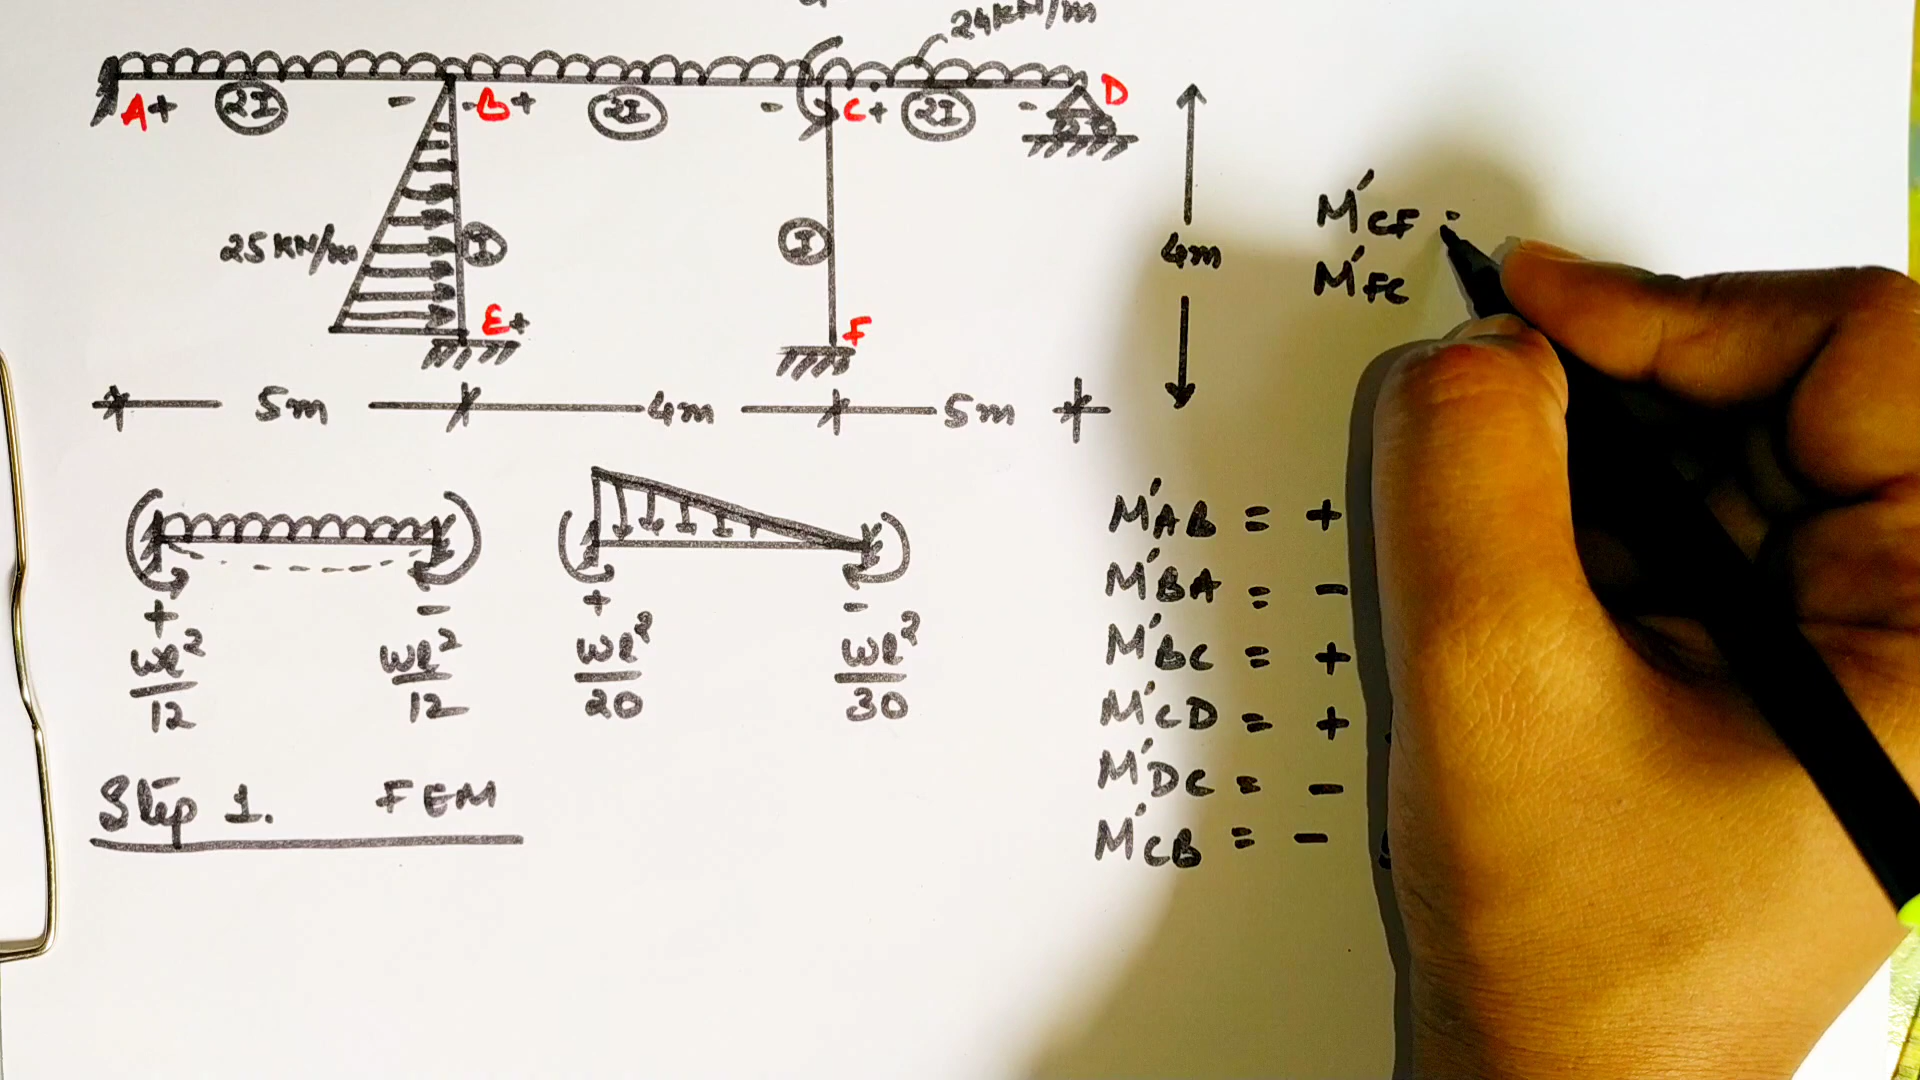 24KN/m
A+ 2I - -B+ 2I - C+ 2I - D
25KN/m I I
4m
E+ F
5m 4m 5m
M'CF =
M'FC
+ - + -
wl²/12 wl²/12 wl²/20 wl²/30
Step 1. FEM
M'AB = +
M'BA = -
M'BC = +
M'CD = +
M'DC = -
M'CB = -